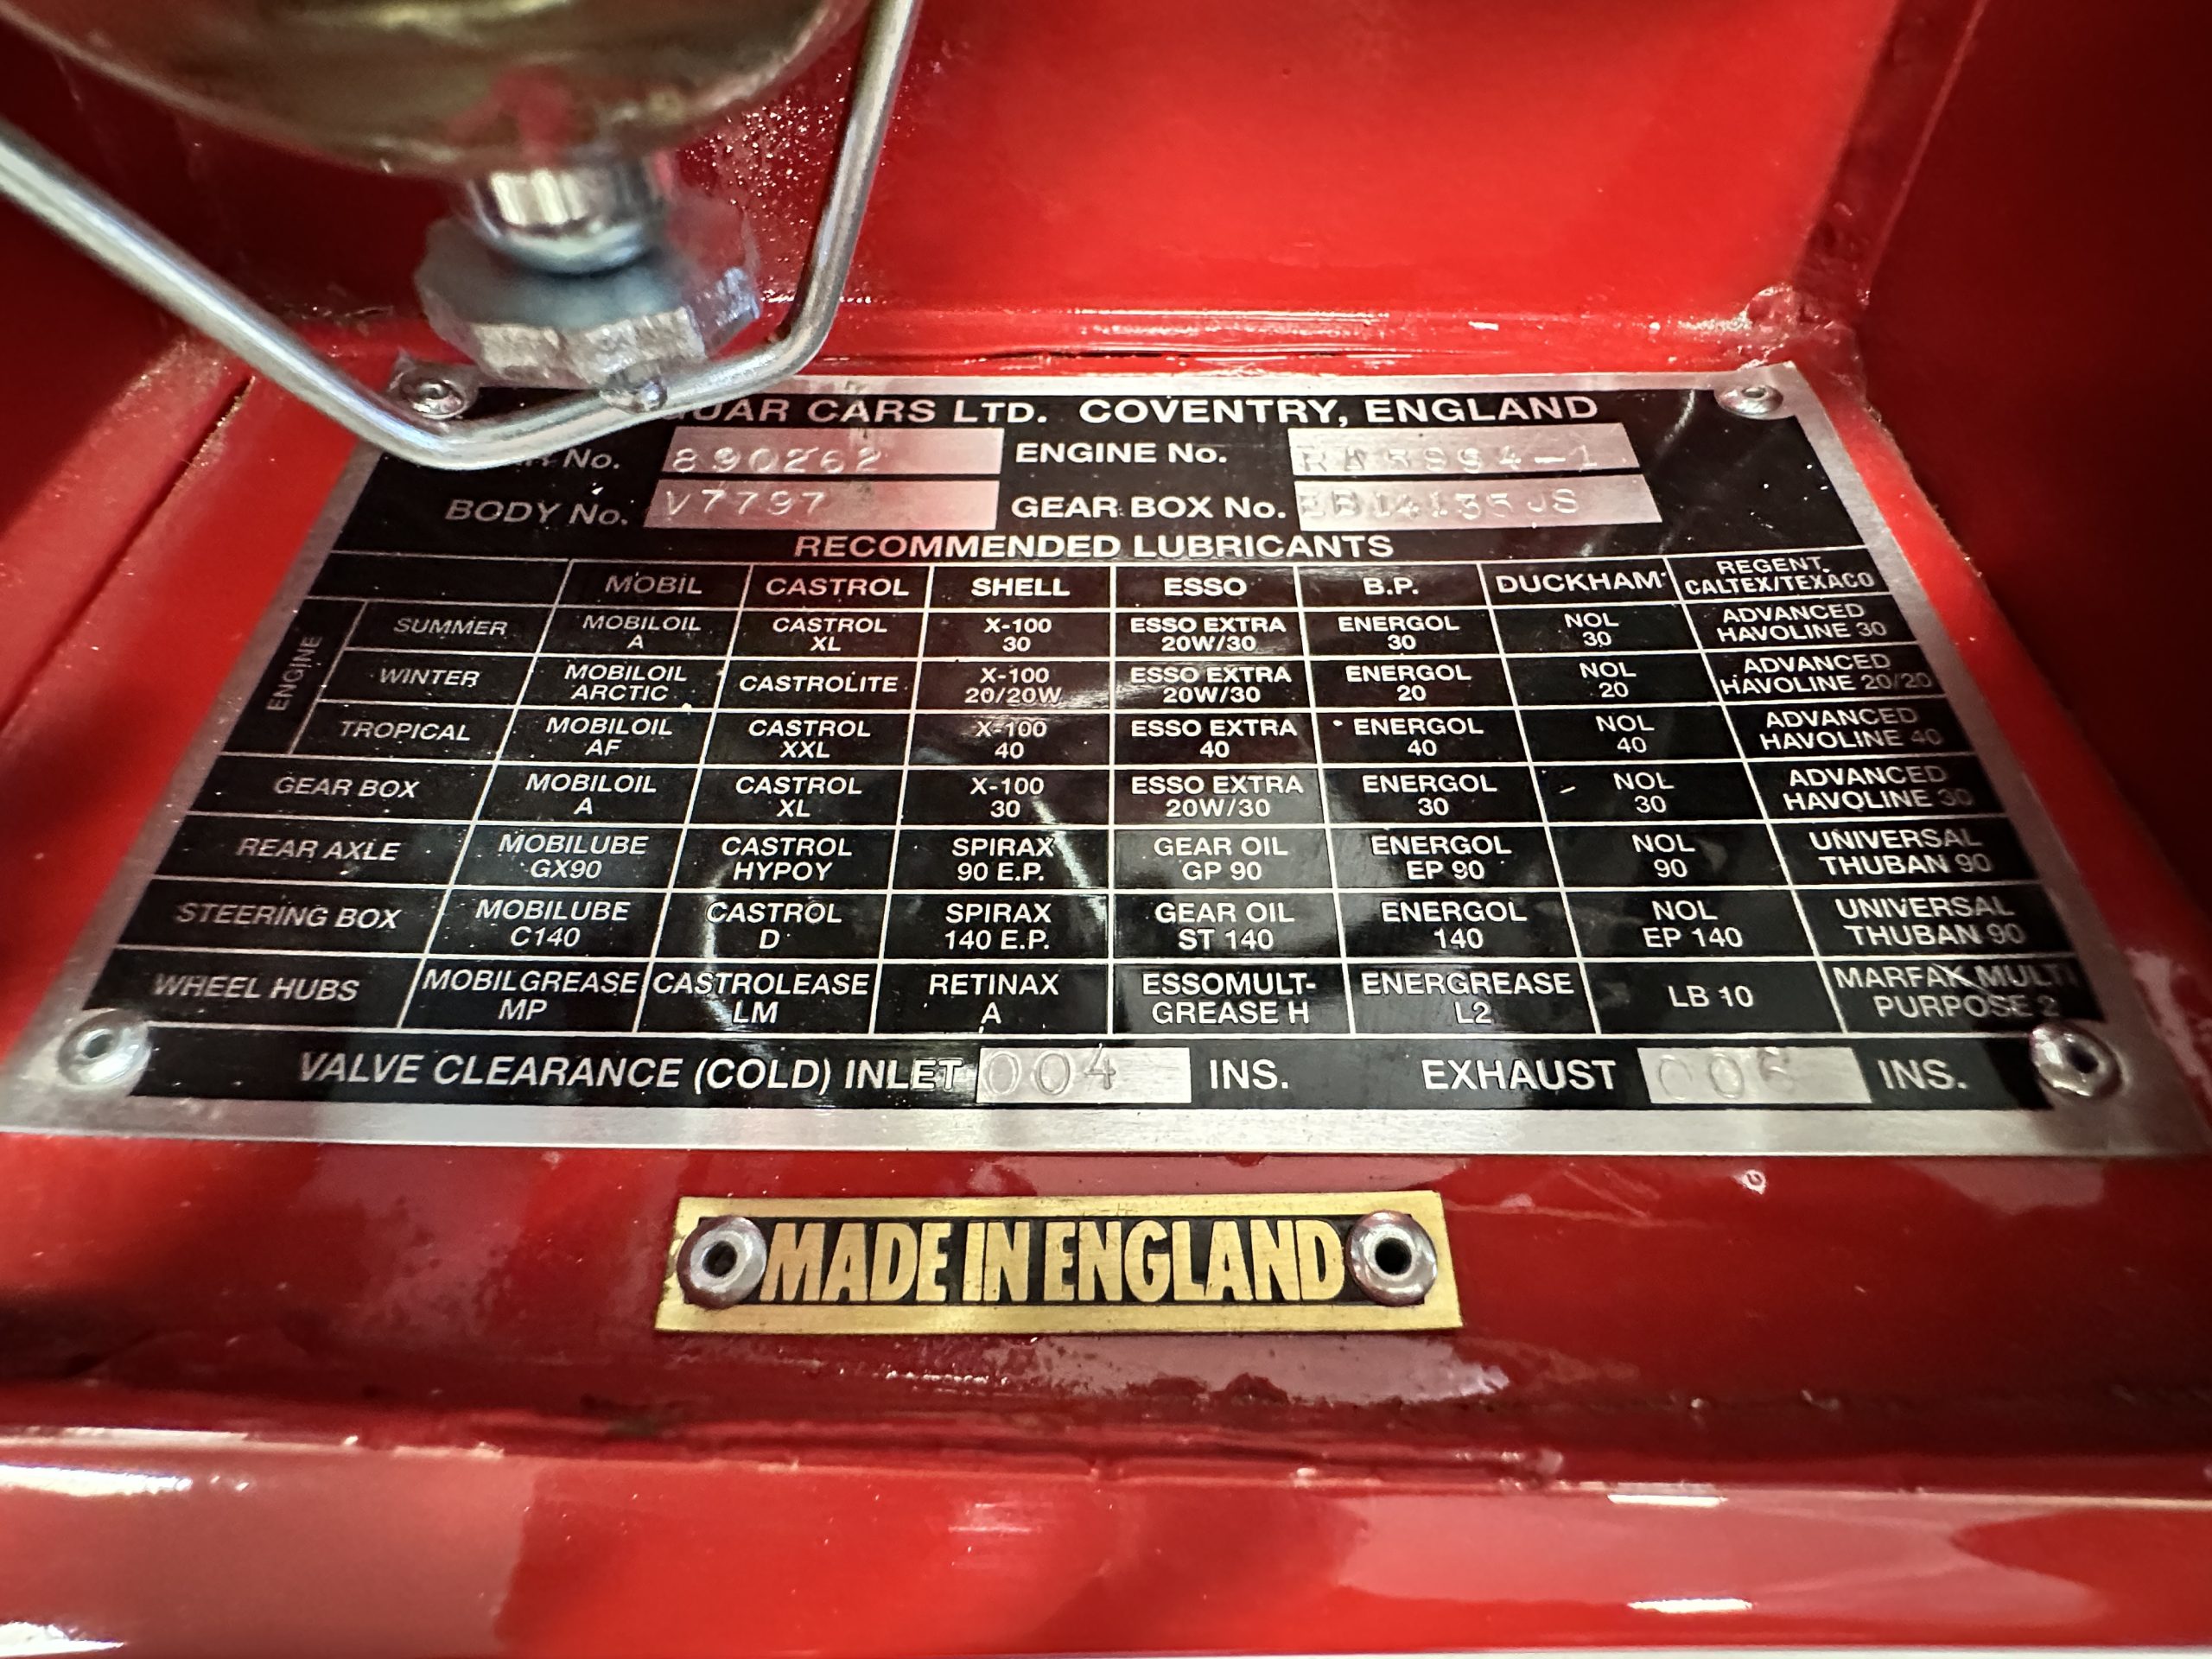 UAR CARS LTD. COVENTRY, ENGLAND
No. 890262 ENGINE No.
BODY No. V7797 GEAR BOX No.
RECOMMENDED LUBRICANTS
MOBIL CASTROL SHELL ESSO B.P. DUCKHAM REGENT. CALTEX/TEXACO
ENGINE
SUMMER MOBILOIL A CASTROL XL X-100 30 ESSO EXTRA 20W/30 ENERGOL 30 NOL 30 ADVANCED HAVOLINE 30
WINTER MOBILOIL ARCTIC CASTROLITE X-100 20/20W ESSO EXTRA 20W/30 ENERGOL 20 NOL 20 ADVANCED HAVOLINE 20/20
TROPICAL MOBILOIL AF CASTROL XXL X-100 40 ESSO EXTRA 40 ENERGOL 40 NOL 40 ADVANCED HAVOLINE 40
GEAR BOX MOBILOIL A CASTROL XL X-100 30 ESSO EXTRA 20W/30 ENERGOL 30 NOL 30 ADVANCED HAVOLINE 30
REAR AXLE MOBILUBE GX90 CASTROL HYPOY SPIRAX 90 E.P. GEAR OIL GP 90 ENERGOL EP 90 NOL 90 UNIVERSAL THUBAN 90
STEERING BOX MOBILUBE C140 CASTROL D SPIRAX 140 E.P. GEAR OIL ST 140 ENERGOL 140 NOL EP 140 UNIVERSAL THUBAN 90
WHEEL HUBS MOBILGREASE MP CASTROLEASE LM RETINAX A ESSOMULT-GREASE H ENERGREASE L2 LB 10 MARFAK MULTI PURPOSE 2
VALVE CLEARANCE (COLD) INLET 004 INS. EXHAUST 006 INS.
MADE IN ENGLAND